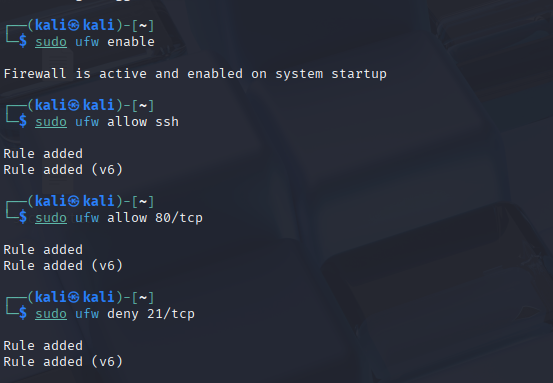 ┌──(kali㉿kali)-[~]
└─$ sudo ufw enable
Firewall is active and enabled on system startup
┌──(kali㉿kali)-[~]
└─$ sudo ufw allow ssh
Rule added
Rule added (v6)
┌──(kali㉿kali)-[~]
└─$ sudo ufw allow 80/tcp
Rule added
Rule added (v6)
┌──(kali㉿kali)-[~]
└─$ sudo ufw deny 21/tcp
Rule added
Rule added (v6)